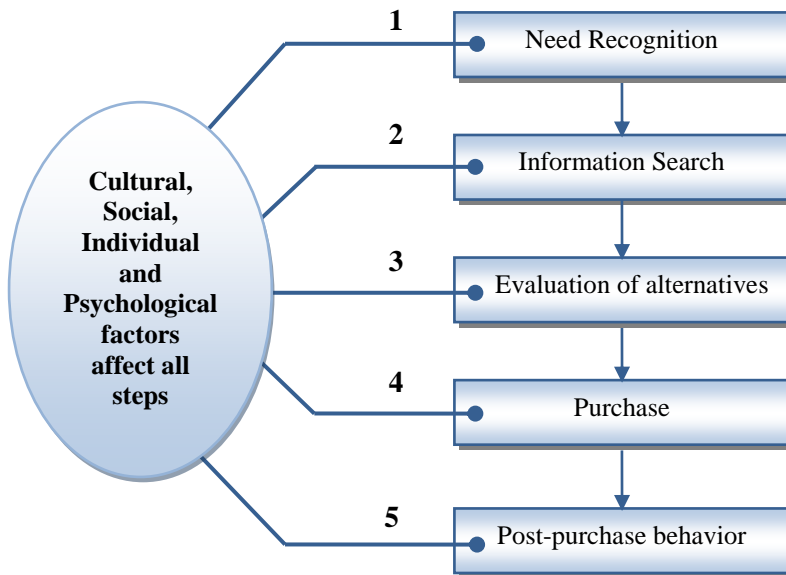 1
Need Recognition
2
Information Search
Cultural,
Social,
Individual
and
Psychological
factors
affect all
steps
3
Evaluation of alternatives
4
Purchase
5
Post-purchase behavior